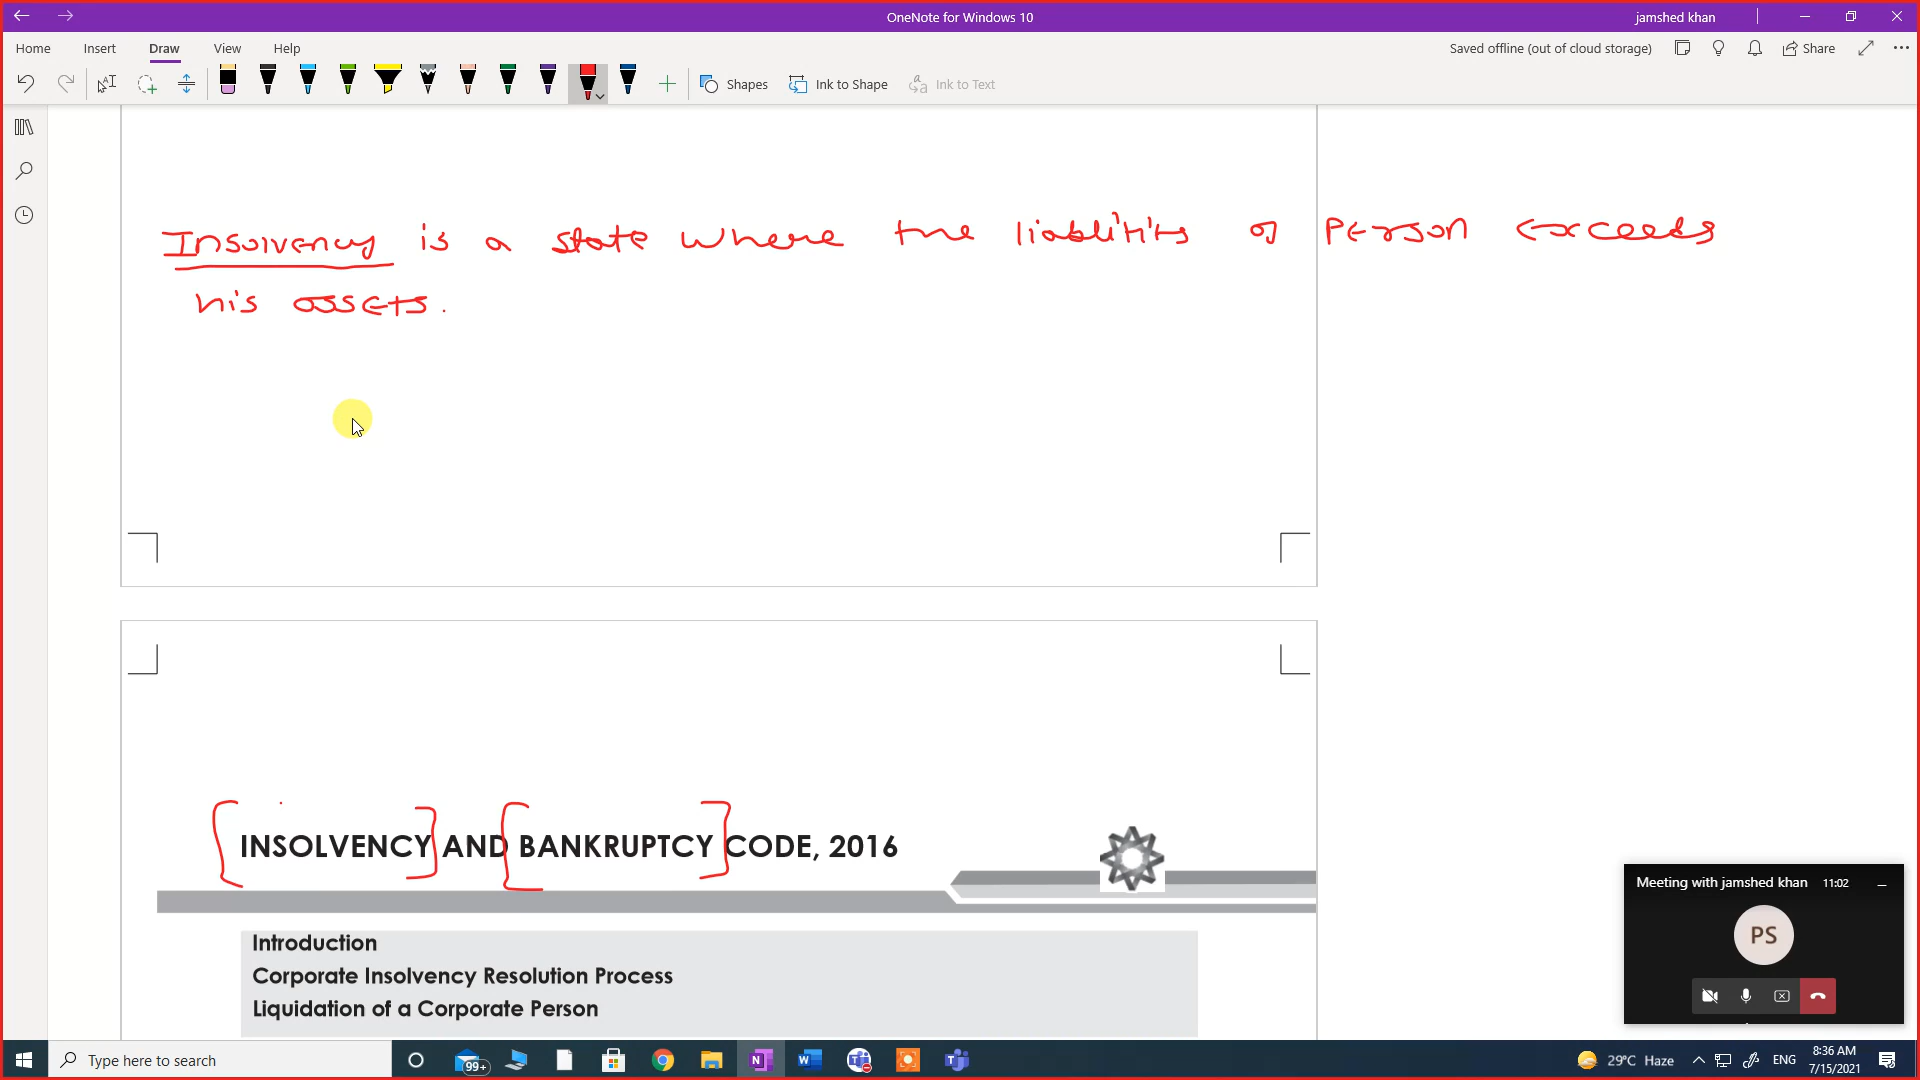 OneNote for Windows 10
jamshed khan
Home Insert Draw View Help
Saved offline (out of cloud storage)
Share
Shapes
Ink to Shape
Ink to Text
Insolvency is a state where the liablitits of Person exceeds
his assets.
INSOLVENCY AND BANKRUPTCY CODE, 2016
Introduction
Corporate Insolvency Resolution Process
Liquidation of a Corporate Person
Meeting with jamshed khan 11:02
PS
Type here to search
99+
29°C Haze
ENG
8:36 AM
7/15/2021